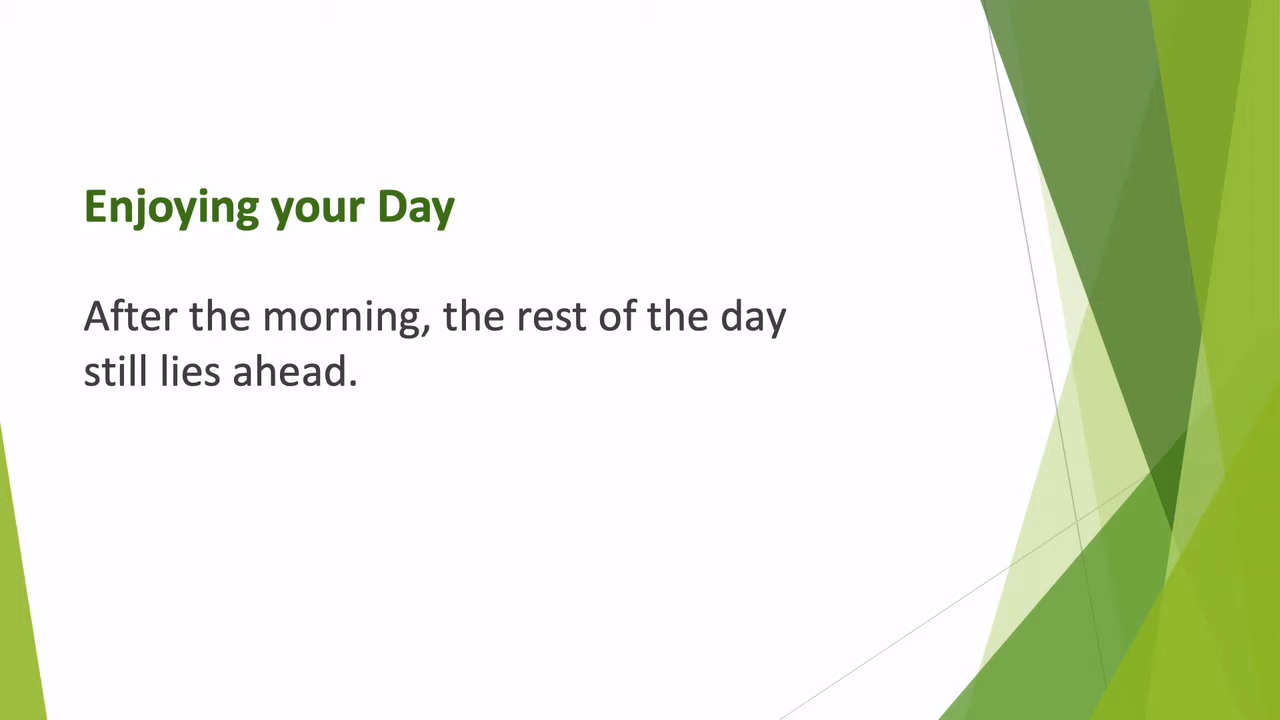 Enjoying your Day
After the morning, the rest of the day
still lies ahead.